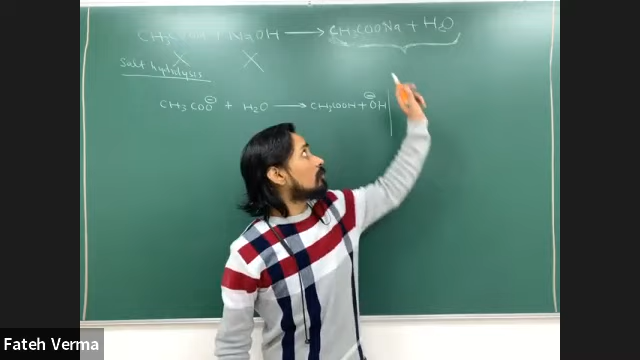 CH₃COOH + NaOH ⟶ CH₃COONa + H₂O
Salt hydrolysis
CH₃COO⊖ + H₂O ⟶ CH₃COOH + ⊖OH
Fateh Verma